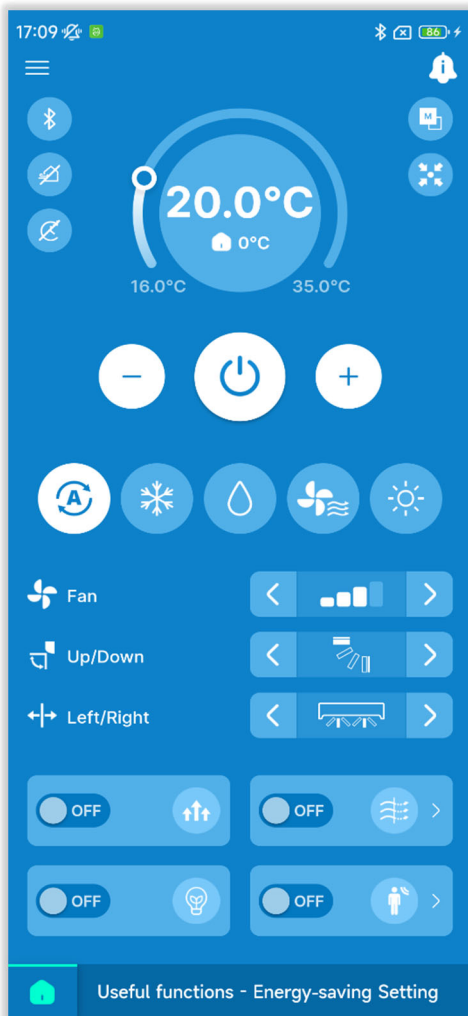 17:09
86
M
20.0°C
0°C
16.0°C
35.0°C
A
Fan
Up/Down
Left/Right
OFF
OFF
OFF
OFF
Useful functions - Energy-saving Setting